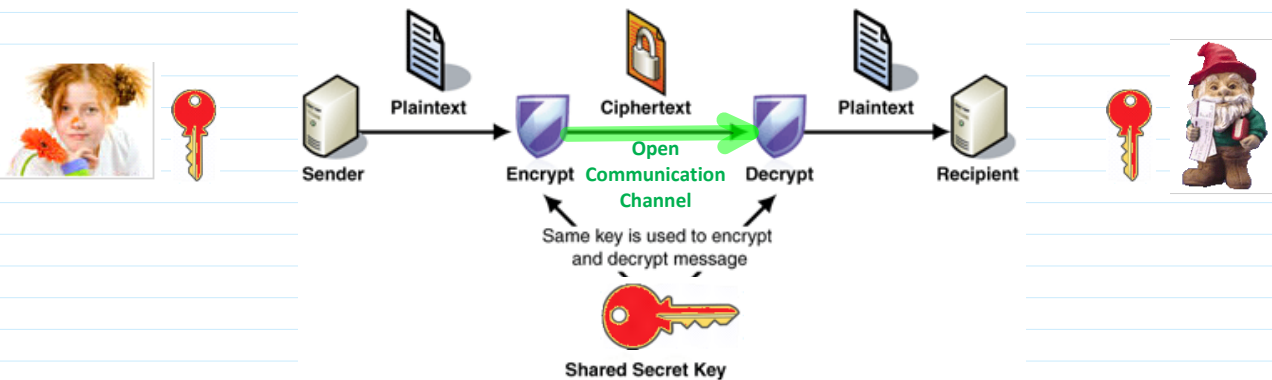 Plaintext
Ciphertext
Plaintext
Sender
Encrypt
Open
Communication
Channel
Decrypt
Recipient
Same key is used to encrypt
and decrypt message
Shared Secret Key